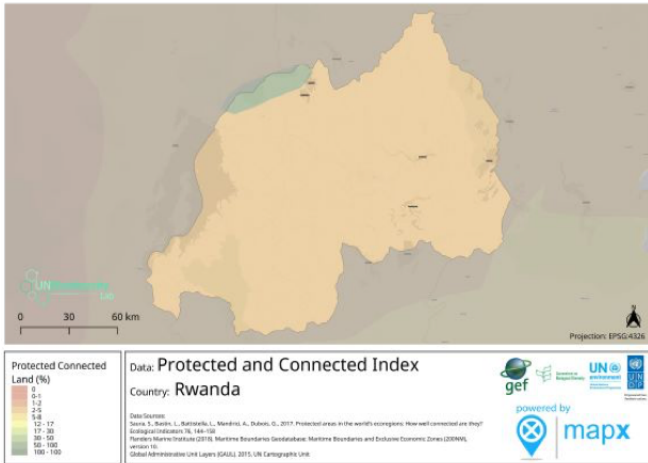 UN Biodiversity
Lab
0 30 60 km
Projection: EPSG:4326
Protected Connected
Land (%)
0
0-1
1-2
2-5
5-8
12 - 17
17 - 30
30 - 50
50 - 100
100 - 100
Data: Protected and Connected Index
Country: Rwanda
Data Sources:
Saura, S., Bastin, L., Battistella, L., Mandrici, A., Dubois, G., 2017. Protected areas in the world's ecoregions: How well connected are they?
Ecological Indicators 76, 144–158
Flanders Marine Institute (2018). Maritime Boundaries Geodatabase: Maritime Boundaries and Exclusive Economic Zones (200NM),
version 10.
Global Administrative Unit Layers (GAUL), 2015, UN Cartographic Unit
gef
UN
environment
UNDP
powered by
mapx